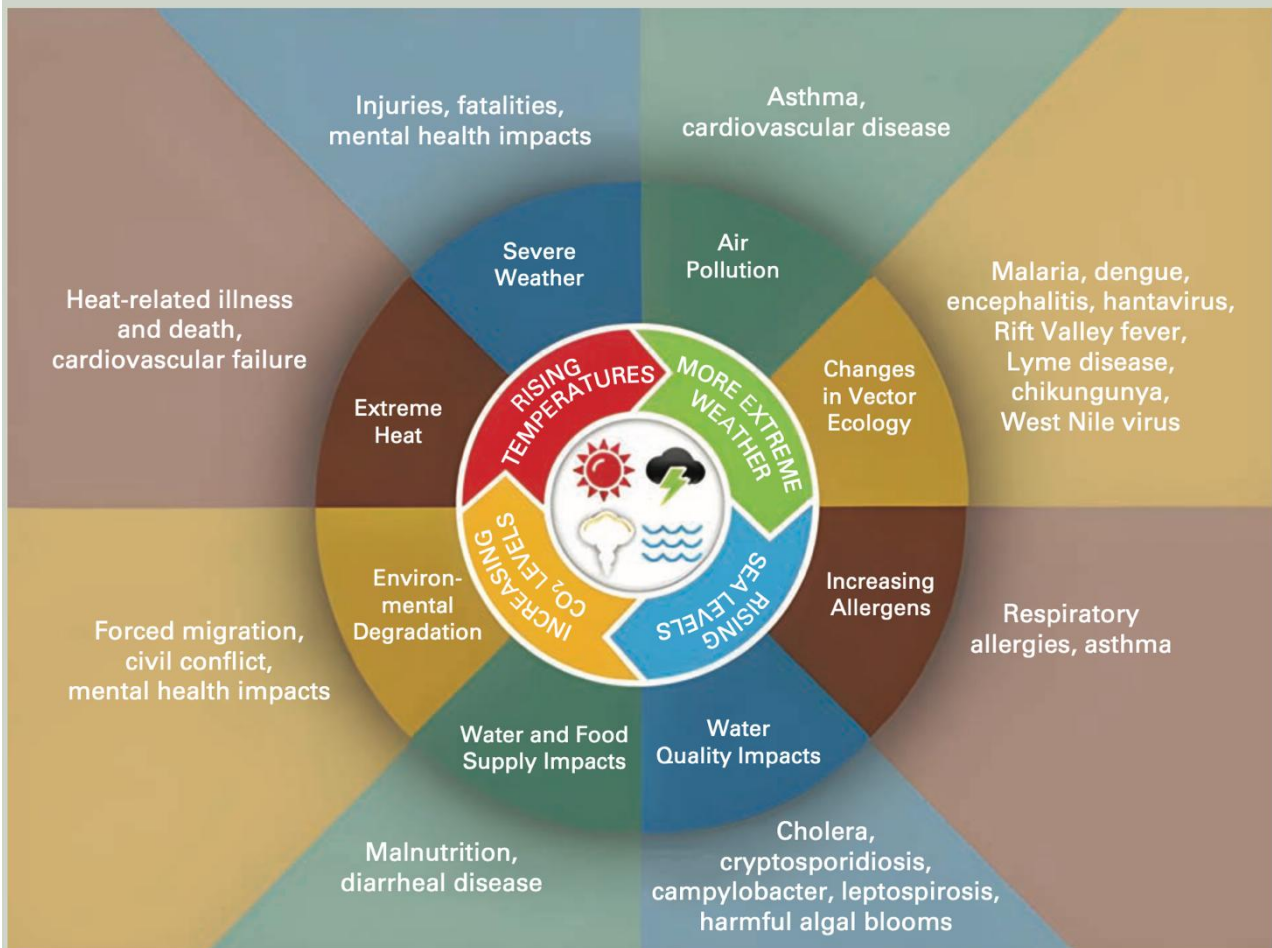 Injuries, fatalities,
mental health impacts
Asthma,
cardiovascular disease
Severe
Weather
Air
Pollution
Heat-related illness
and death,
cardiovascular failure
Malaria, dengue,
encephalitis, hantavirus,
Rift Valley fever,
Lyme disease,
chikungunya,
West Nile virus
Extreme
Heat
Changes
in Vector
Ecology
RISING
TEMPERATURES
MORE EXTREME
WEATHER
INCREASING
CO₂ LEVELS
RISING
SEA LEVELS
Environ-
mental
Degradation
Increasing
Allergens
Forced migration,
civil conflict,
mental health impacts
Respiratory
allergies, asthma
Water and Food
Supply Impacts
Water
Quality Impacts
Malnutrition,
diarrheal disease
Cholera,
cryptosporidiosis,
campylobacter, leptospirosis,
harmful algal blooms